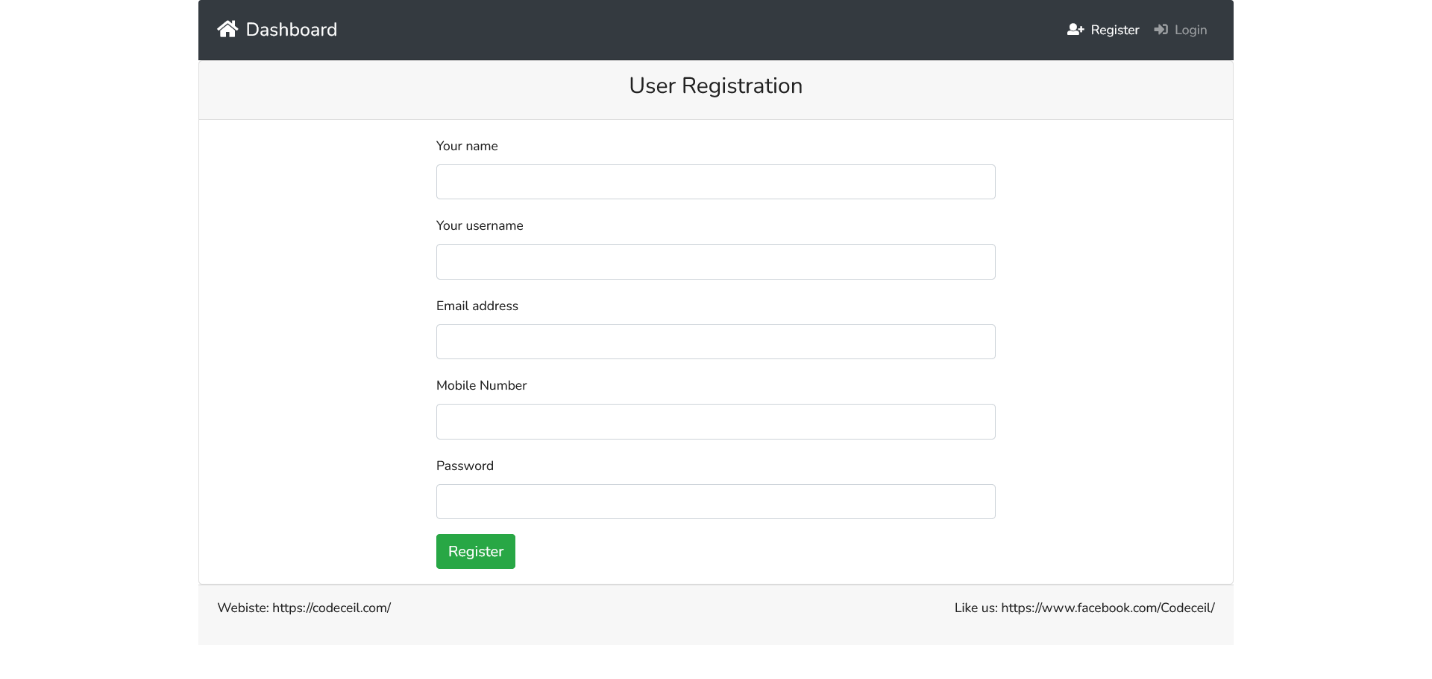 Dashboard Register Login
User Registration
Your name
Your username
Email address
Mobile Number
Password
Register
Webiste: https://codeceil.com/ Like us: https://www.facebook.com/Codeceil/